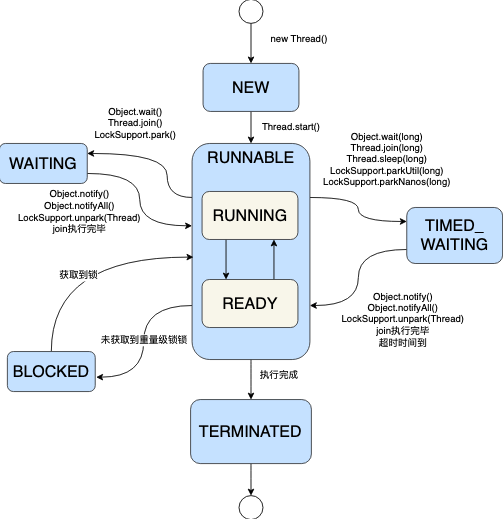 new Thread()
NEW
Thread.start()
Object.wait()
Thread.join()
LockSupport.park()
WAITING
Object.notify()
Object.notifyAll()
LockSupport.unpark(Thread)
join执行完毕
RUNNABLE
RUNNING
READY
Object.wait(long)
Thread.join(long)
Thread.sleep(long)
LockSupport.parkUtil(long)
LockSupport.parkNanos(long)
TIMED_
WAITING
Object.notify()
Object.notifyAll()
LockSupport.unpark(Thread)
join执行完毕
超时时间到
获取到锁
未获取到重量级锁锁
BLOCKED
执行完成
TERMINATED